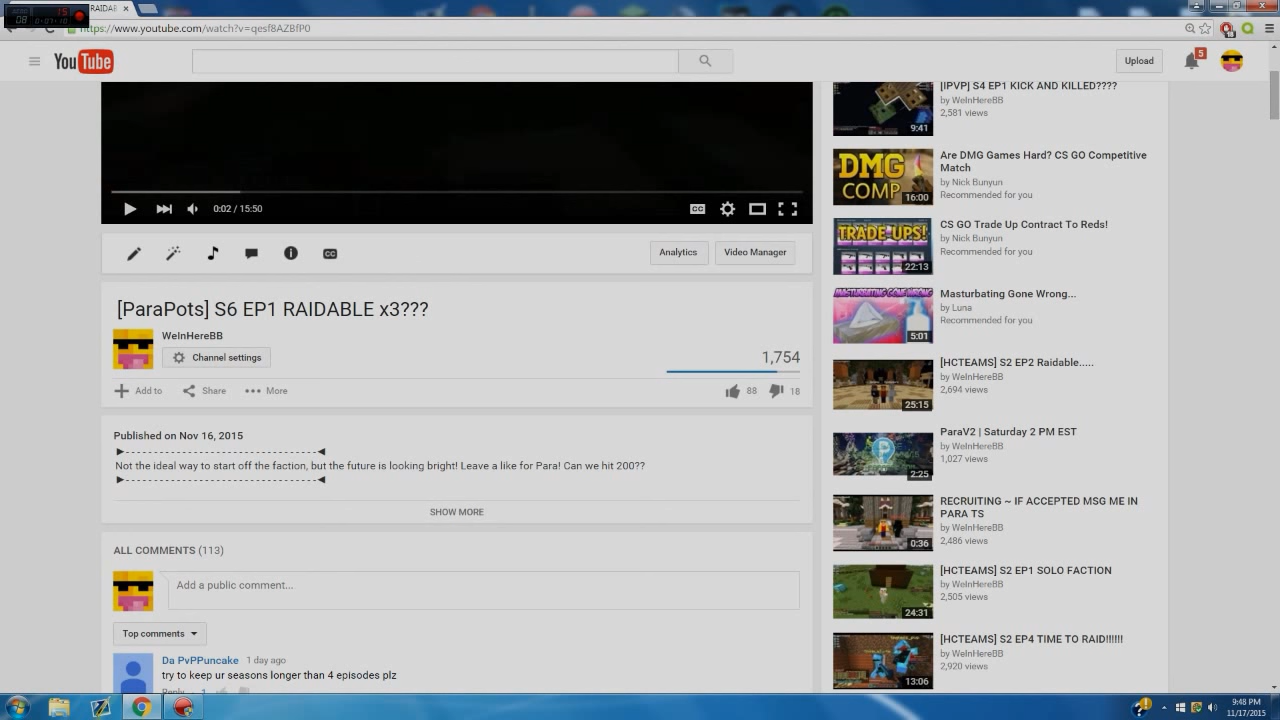 RAIDAB
15
08 0:07:10
https://www.youtube.com/watch?v=qesf8AZBfP0
YouTube
Upload
5
0:02 / 15:50
CC
CC
Analytics
Video Manager
[ParaPots] S6 EP1 RAIDABLE x3???
WeInHereBB
Channel settings
1,754
Add to
Share
More
88
18
Published on Nov 16, 2015
Not the ideal way to start off the faction, but the future is looking bright! Leave a like for Para! Can we hit 200??
SHOW MORE
ALL COMMENTS (113)
Add a public comment...
Top comments
Da PvPPuncake 1 day ago
try to keep ur seasons longer than 4 episodes plz
[IPVP] S4 EP1 KICK AND KILLED????
by WeInHereBB
2,581 views
9:41
DMG
COMP
16:00
Are DMG Games Hard? CS GO Competitive
Match
by Nick Bunyun
Recommended for you
TRADE UPS!
22:13
CS GO Trade Up Contract To Reds!
by Nick Bunyun
Recommended for you
MASTURBATING GONE WRONG
5:01
Masturbating Gone Wrong...
by Luna
Recommended for you
25:15
[HCTEAMS] S2 EP2 Raidable.....
by WeInHereBB
2,694 views
P
2:25
ParaV2 | Saturday 2 PM EST
by WeInHereBB
1,027 views
0:36
RECRUITING ~ IF ACCEPTED MSG ME IN
PARA TS
by WeInHereBB
2,486 views
24:31
[HCTEAMS] S2 EP1 SOLO FACTION
by WeInHereBB
2,505 views
13:06
[HCTEAMS] S2 EP4 TIME TO RAID!!!!!!
by WeInHereBB
2,920 views
9:48 PM
11/17/2015